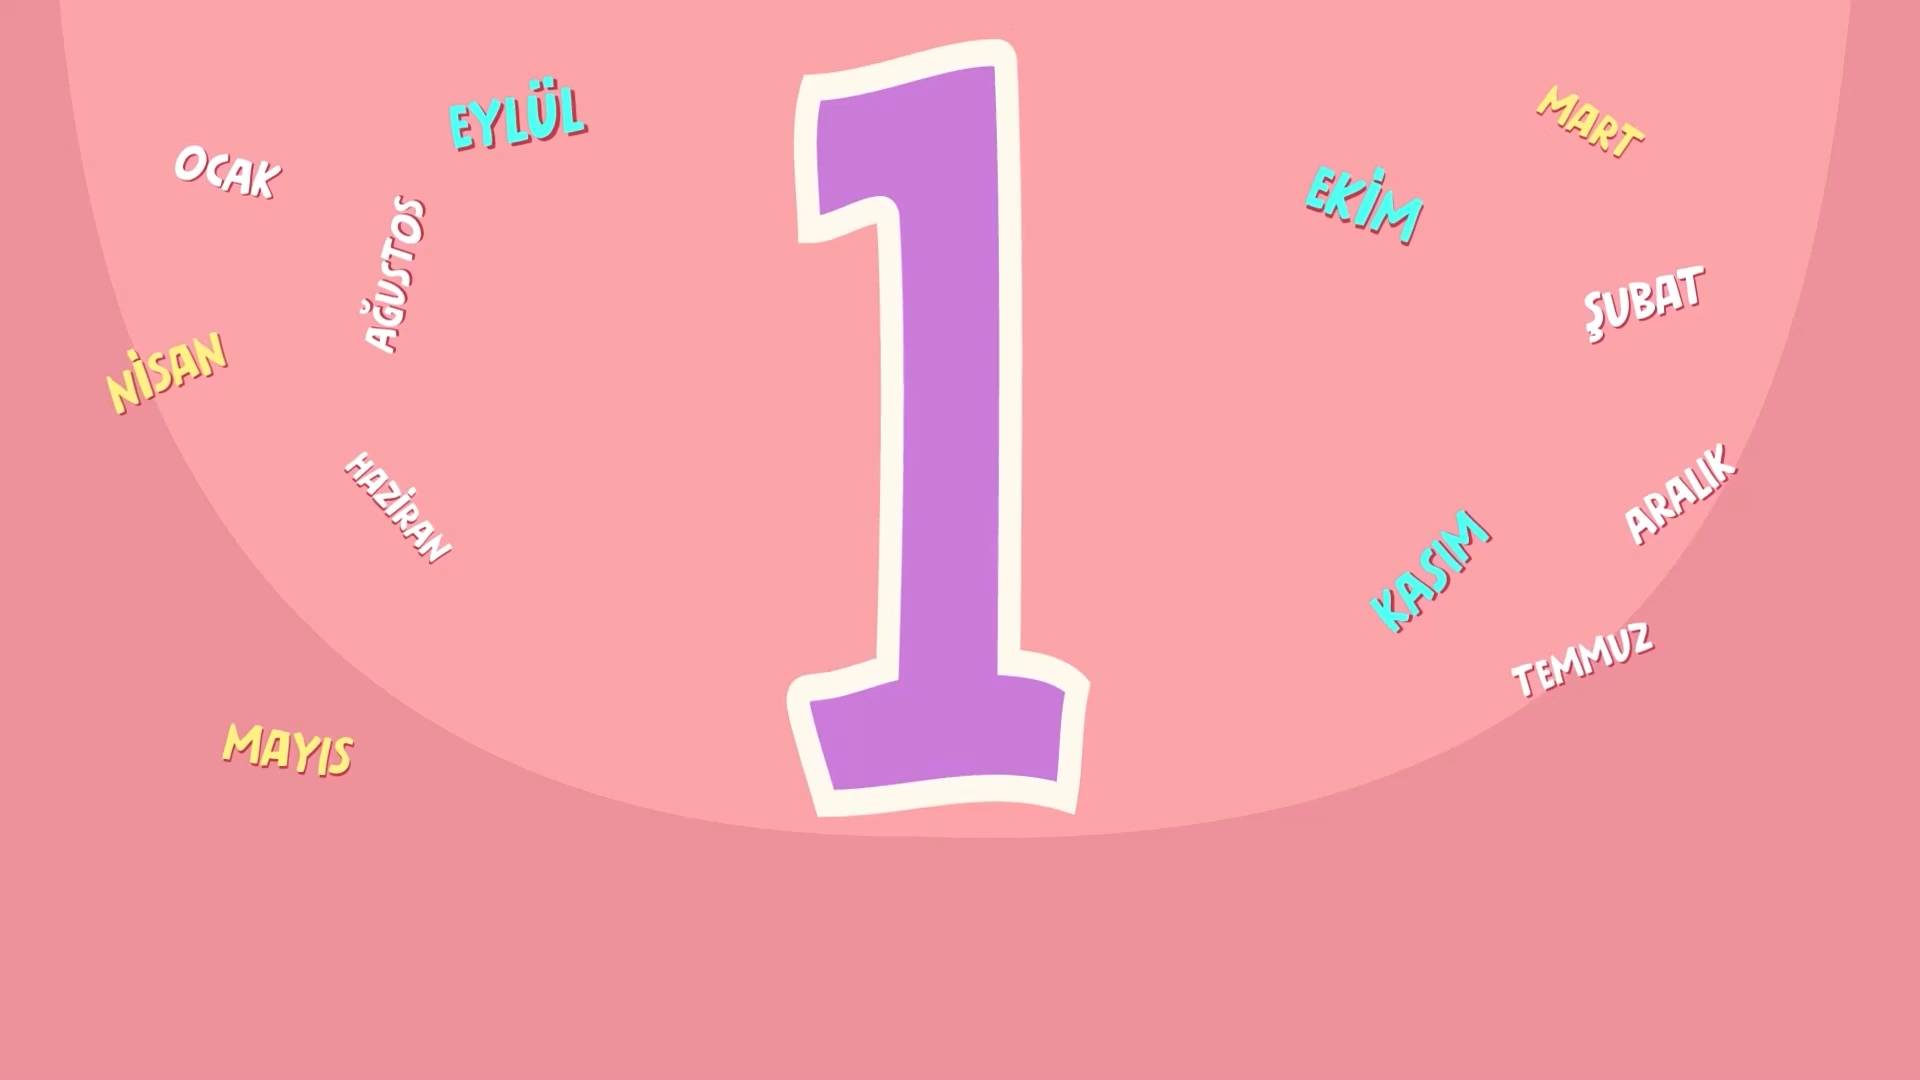 EYLÜL
OCAK
AĞUSTOS
NİSAN
HAZİRAN
MAYIS
1
MART
EKİM
ŞUBAT
ARALIK
KASIM
TEMMUZ